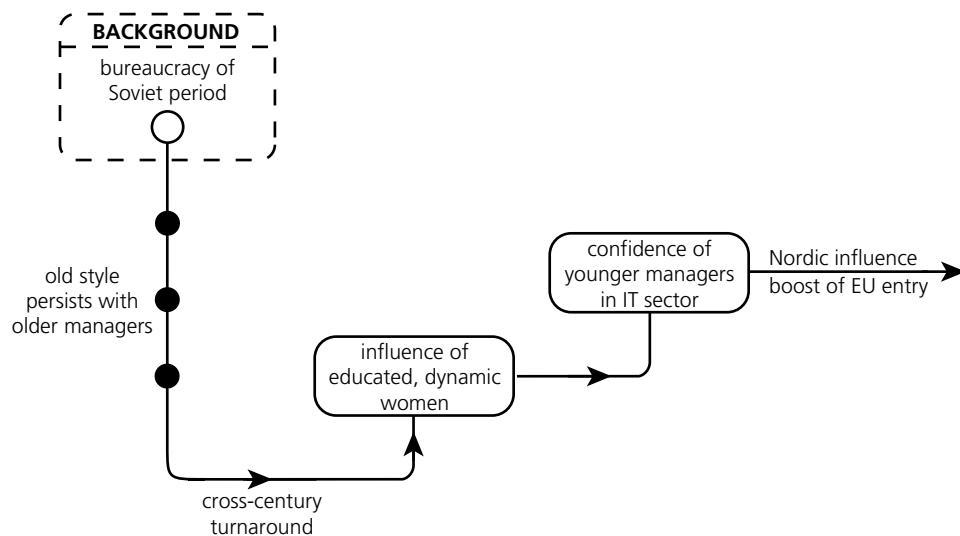 BACKGROUND
bureaucracy of
Soviet period
old style
persists with
older managers
cross-century
turnaround
influence of
educated, dynamic
women
confidence of
younger managers
in IT sector
Nordic influence
boost of EU entry